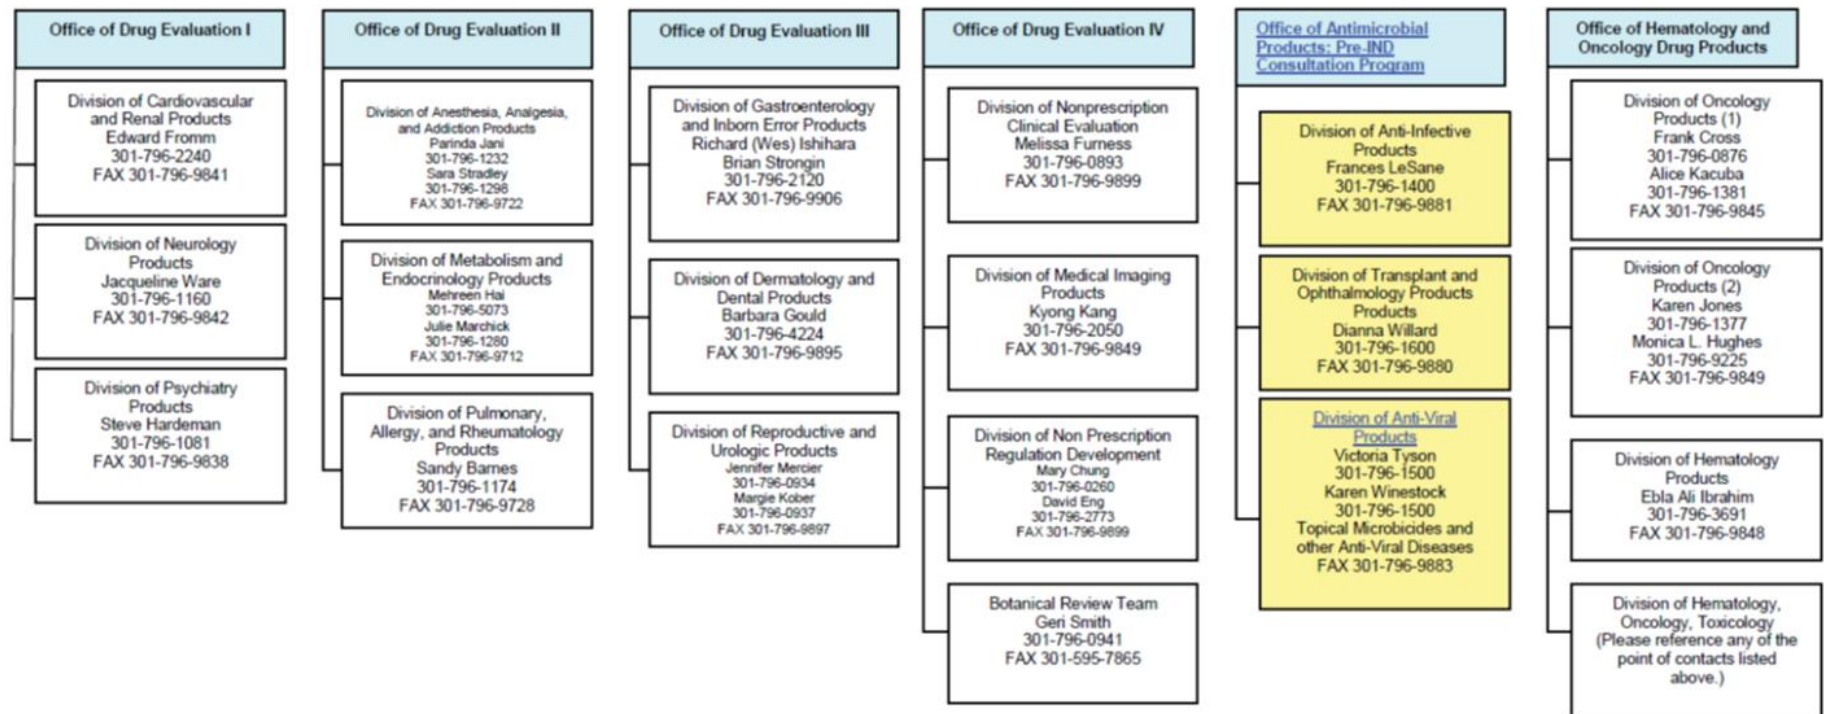 Office of Drug Evaluation I
Division of Cardiovascular
and Renal Products
Edward Fromm
301-796-2240
FAX 301-796-9841
Division of Neurology
Products
Jacqueline Ware
301-796-1160
FAX 301-796-9842
Division of Psychiatry
Products
Steve Hardeman
301-796-1081
FAX 301-796-9838
Office of Drug Evaluation II
Division of Anesthesia, Analgesia,
and Addiction Products
Parinda Jani
301-796-1232
Sara Stradley
301-796-1298
FAX 301-796-9722
Division of Metabolism and
Endocrinology Products
Mehreen Hai
301-796-5073
Julie Marchick
301-796-1280
FAX 301-796-9712
Division of Pulmonary,
Allergy, and Rheumatology
Products
Sandy Barnes
301-796-1174
FAX 301-796-9728
Office of Drug Evaluation III
Division of Gastroenterology
and Inborn Error Products
Richard (Wes) Ishihara
Brian Strongin
301-796-2120
FAX 301-796-9906
Division of Dermatology and
Dental Products
Barbara Gould
301-796-4224
FAX 301-796-9895
Division of Reproductive and
Urologic Products
Jennifer Mercier
301-796-0934
Margie Kober
301-796-0937
FAX 301-796-9897
Office of Drug Evaluation IV
Division of Nonprescription
Clinical Evaluation
Melissa Furness
301-796-0893
FAX 301-796-9899
Division of Medical Imaging
Products
Kyong Kang
301-796-2050
FAX 301-796-9849
Division of Non Prescription
Regulation Development
Mary Chung
301-796-0260
David Eng
301-796-2773
FAX 301-796-9899
Botanical Review Team
Geri Smith
301-796-0941
FAX 301-595-7865
Office of Antimicrobial
Products: Pre-IND
Consultation Program
Division of Anti-Infective
Products
Frances LeSane
301-796-1400
FAX 301-796-9881
Division of Transplant and
Ophthalmology Products
Products
Dianna Willard
301-796-1600
FAX 301-796-9880
Division of Anti-Viral
Products
Victoria Tyson
301-796-1500
Karen Winestock
301-796-1500
Topical Microbicides and
other Anti-Viral Diseases
FAX 301-796-9883
Office of Hematology and
Oncology Drug Products
Division of Oncology
Products (1)
Frank Cross
301-796-0876
Alice Kacuba
301-796-1381
FAX 301-796-9845
Division of Oncology
Products (2)
Karen Jones
301-796-1377
Monica L. Hughes
301-796-9225
FAX 301-796-9849
Division of Hematology
Products
Ebla Ali Ibrahim
301-796-3691
FAX 301-796-9848
Division of Hematology,
Oncology, Toxicology
(Please reference any of the
point of contacts listed
above.)